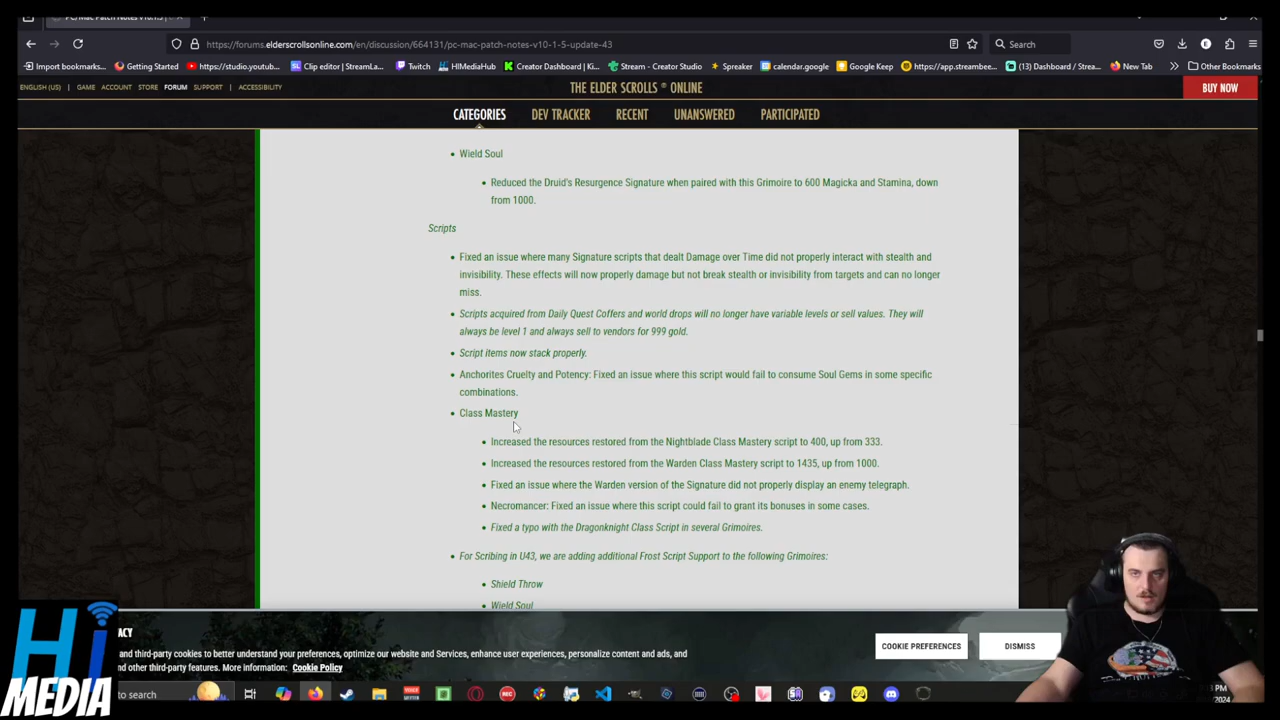 PC/Mac Patch Notes v10.1.5
https://forums.elderscrollsonline.com/en/discussion/664131/pc-mac-patch-notes-v10-1-5-update-43
Search
Import bookmarks... Getting Started https://studio.youtub... Clip editor | StreamLa... Twitch HIMediaHub Creator Dashboard | Ki... Stream - Creator Studio Spreaker calendar.google Google Keep https://app.streambee... (13) Dashboard / Strea... New Tab Other Bookmarks
ENGLISH (US) GAME ACCOUNT STORE FORUM SUPPORT ACCESSIBILITY
THE ELDER SCROLLS ® ONLINE
BUY NOW
CATEGORIES DEV TRACKER RECENT UNANSWERED PARTICIPATED
Wield Soul
Reduced the Druid's Resurgence Signature when paired with this Grimoire to 600 Magicka and Stamina, down
from 1000.
Scripts
Fixed an issue where many Signature scripts that dealt Damage over Time did not properly interact with stealth and
invisibility. These effects will now properly damage but not break stealth or invisibility from targets and can no longer
miss.
Scripts acquired from Daily Quest Coffers and world drops will no longer have variable levels or sell values. They will
always be level 1 and always sell to vendors for 999 gold.
Script items now stack properly.
Anchorites Cruelty and Potency: Fixed an issue where this script would fail to consume Soul Gems in some specific
combinations.
Class Mastery
Increased the resources restored from the Nightblade Class Mastery script to 400, up from 333.
Increased the resources restored from the Warden Class Mastery script to 1435, up from 1000.
Fixed an issue where the Warden version of the Signature did not properly display an enemy telegraph.
Necromancer: Fixed an issue where this script could fail to grant its bonuses in some cases.
Fixed a typo with the Dragonknight Class Script in several Grimoires.
For Scribing in U43, we are adding additional Frost Script Support to the following Grimoires:
Shield Throw
Wield Soul
ACY
and third-party cookies to better understand your preferences, optimize our website and Services, enhance user experiences, personalize content and ads, and
other third-party features. More information: Cookie Policy
COOKIE PREFERENCES
DISMISS
to search
Hi
MEDIA
PM
2024